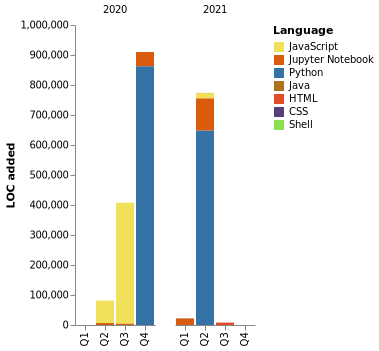 2020 2021
Language
JavaScript
Jupyter Notebook
Python
Java
HTML
CSS
Shell
LOC added
1,000,000
900,000
800,000
700,000
600,000
500,000
400,000
300,000
200,000
100,000
0
Q1 Q2 Q3 Q4 Q1 Q2 Q3 Q4